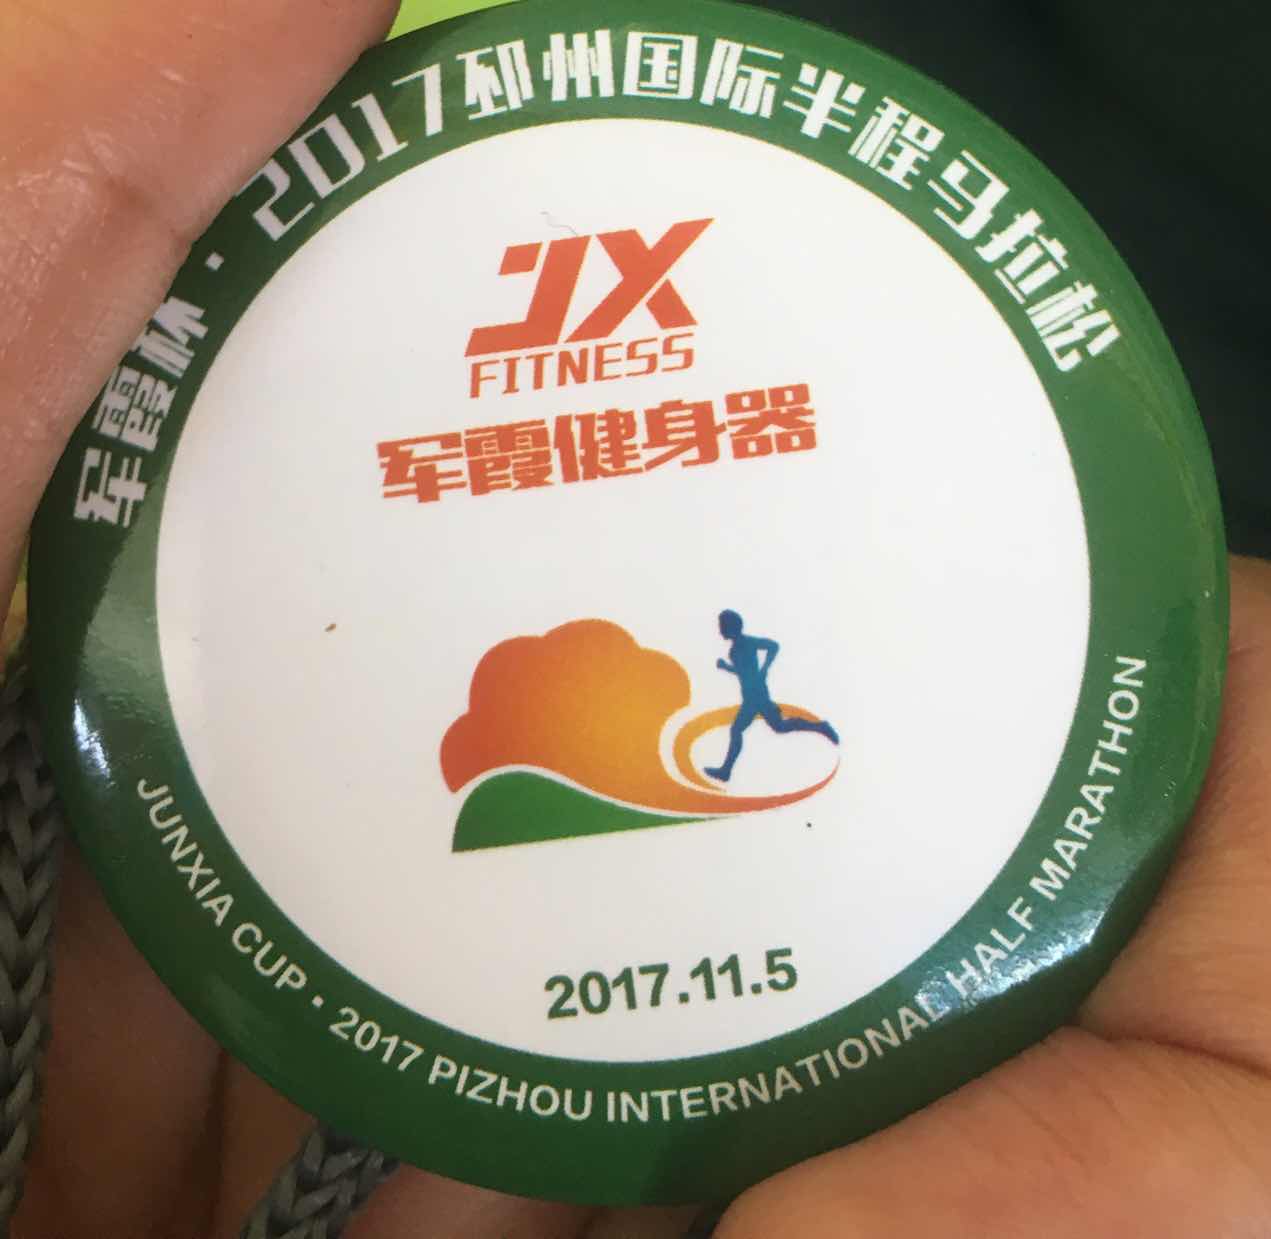 军霞杯·2017邳州国际半程马拉松
JX
FITNESS
军霞健身器
2017.11.5
JUNXIA CUP·2017 PIZHOU INTERNATIONAL HALF MARATHON